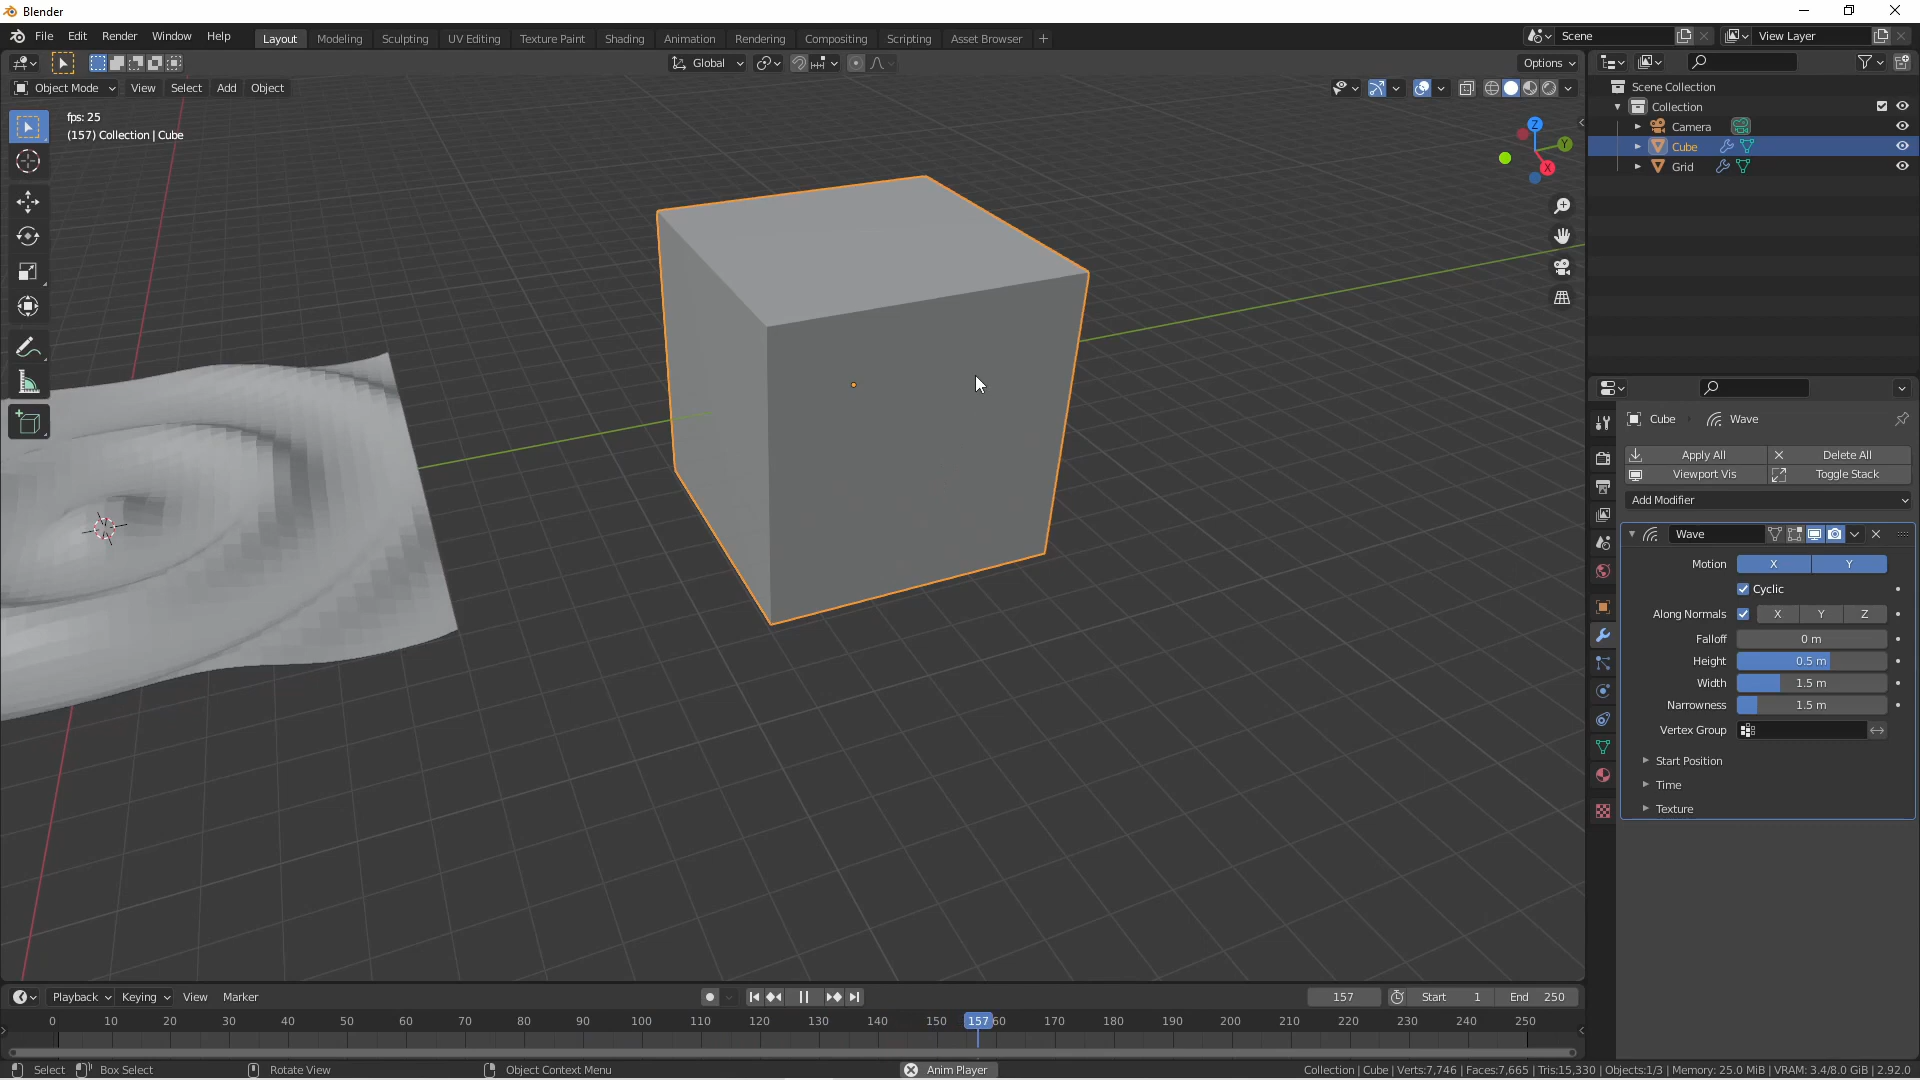 Blender
File Edit Render Window Help Layout Modeling Sculpting UV Editing Texture Paint Shading Animation Rendering Compositing Scripting Asset Browser + Scene View Layer
Global Options
Object Mode View Select Add Object
fps: 25
(157) Collection | Cube
Z
Y
X
Scene Collection
Collection
Camera
Cube
Grid
Cube Wave
Apply All Delete All
Viewport Vis Toggle Stack
Add Modifier
Wave
Motion X Y
Cyclic
Along Normals X Y Z
Falloff 0 m
Height 0.5 m
Width 1.5 m
Narrowness 1.5 m
Vertex Group
Start Position
Time
Texture
Playback Keying View Marker 157 Start 1 End 250
0 10 20 30 40 50 60 70 80 90 100 110 120 130 140 150 157 60 170 180 190 200 210 220 230 240 250
Select Box Select Rotate View Object Context Menu Anim Player Collection | Cube | Verts:7,746 | Faces:7,665 | Tris:15,330 | Objects:1/3 | Memory: 25.0 MiB | VRAM: 3.4/8.0 GiB | 2.92.0